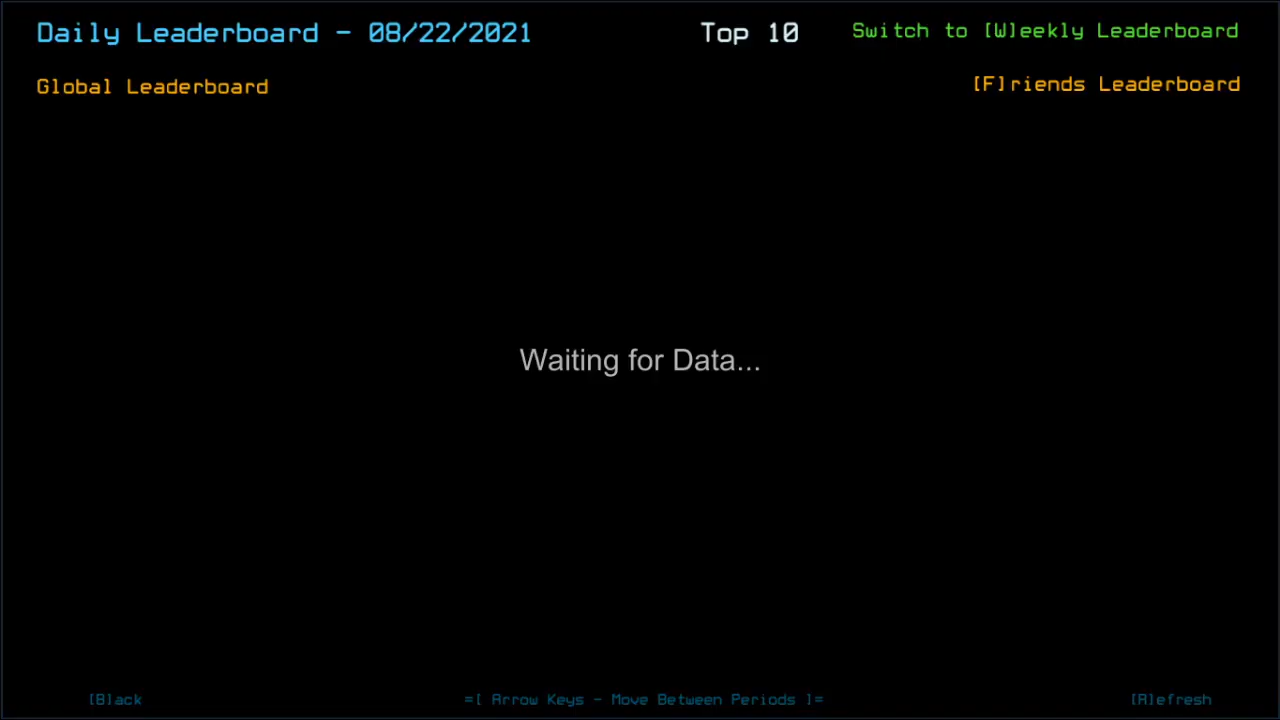 Daily Leaderboard - 08/22/2021
Top 10
Switch to [W]eekly Leaderboard
Global Leaderboard
[F]riends Leaderboard
Waiting for Data...
[B]ack
=[ Arrow Keys - Move Between Periods ]=
[R]efresh